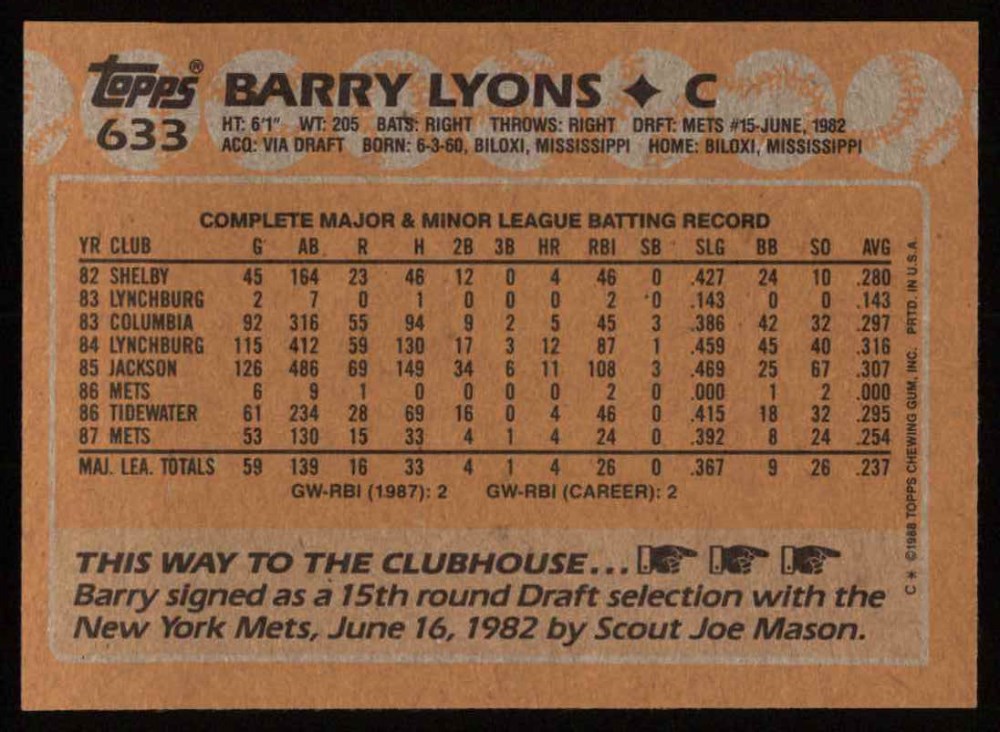 topps® BARRY LYONS ✦ C
633 HT: 6'1" WT: 205 BATS: RIGHT THROWS: RIGHT DRFT: METS #15-JUNE, 1982
ACQ: VIA DRAFT BORN: 6-3-60, BILOXI, MISSISSIPPI HOME: BILOXI, MISSISSIPPI
COMPLETE MAJOR & MINOR LEAGUE BATTING RECORD
YR CLUB G AB R H 2B 3B HR RBI SB SLG BB SO AVG
82 SHELBY 45 164 23 46 12 0 4 46 0 .427 24 10 .280
83 LYNCHBURG 2 7 0 1 0 0 0 2 0 .143 0 0 .143
83 COLUMBIA 92 316 55 94 9 2 5 45 3 .386 42 32 .297
84 LYNCHBURG 115 412 59 130 17 3 12 87 1 .459 45 40 .316
85 JACKSON 126 486 69 149 34 6 11 108 3 .469 25 67 .307
86 METS 6 9 1 0 0 0 0 2 0 .000 1 2 .000
86 TIDEWATER 61 234 28 69 16 0 4 46 0 .415 18 32 .295
87 METS 53 130 15 33 4 1 4 24 0 .392 8 24 .254
MAJ. LEA. TOTALS 59 139 16 33 4 1 4 26 0 .367 9 26 .237
GW-RBI (1987): 2 GW-RBI (CAREER): 2
THIS WAY TO THE CLUBHOUSE...
Barry signed as a 15th round Draft selection with the
New York Mets, June 16, 1982 by Scout Joe Mason.
C* ©1988 TOPPS CHEWING GUM, INC. PRTD. IN U.S.A.